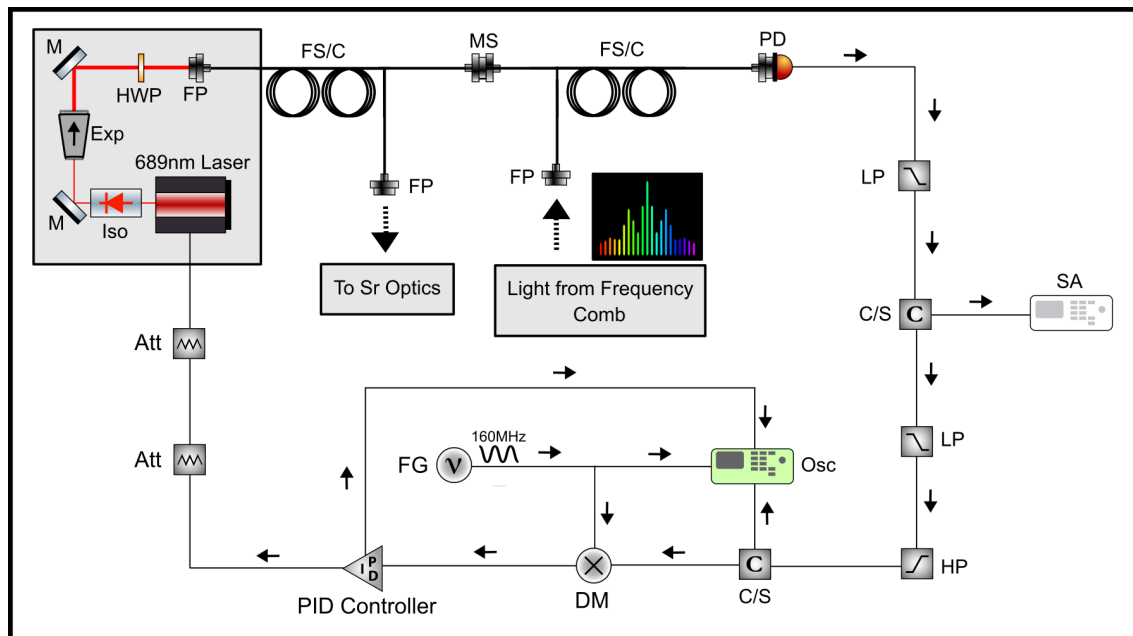 M
FS/C
MS
FS/C
PD
HWP
FP
Exp
689nm Laser
M
Iso
FP
FP
LP
To Sr Optics
Light from Frequency
Comb
SA
C/S
C
Att
160MHz
FG
ν
Osc
LP
Att
P
I
D
PID Controller
DM
C
C/S
HP